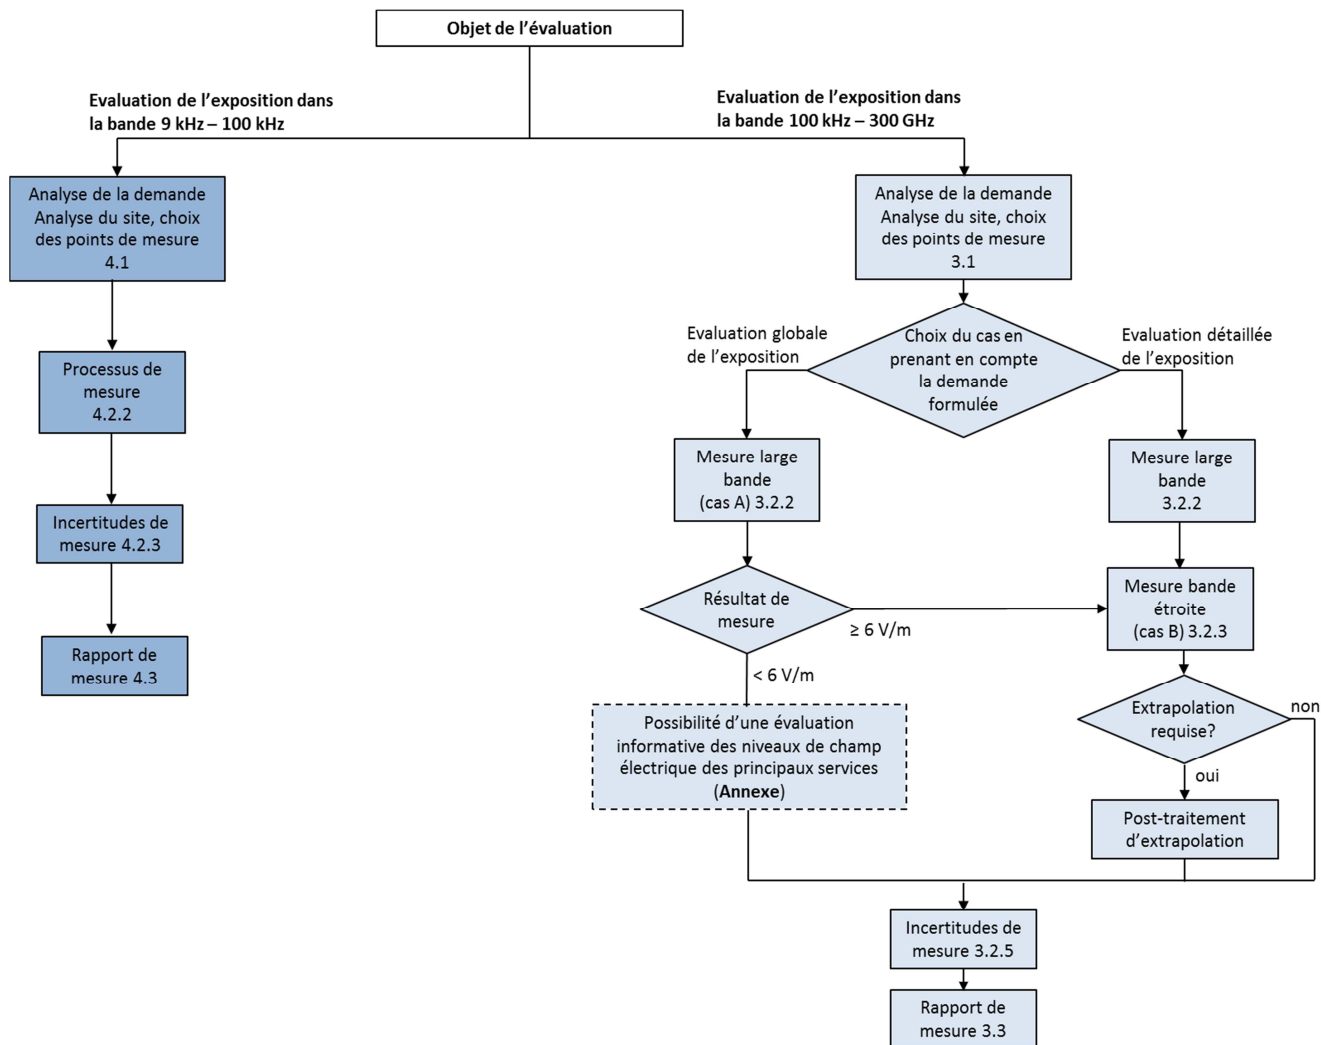 Objet de l’évaluation
Evaluation de l’exposition dans
la bande 9 kHz – 100 kHz
Evaluation de l’exposition dans
la bande 100 kHz – 300 GHz
Analyse de la demande
Analyse du site, choix
des points de mesure
4.1
Processus de
mesure
4.2.2
Incertitudes de
mesure 4.2.3
Rapport de
mesure 4.3
Analyse de la demande
Analyse du site, choix
des points de mesure
3.1
Choix du cas en
prenant en compte
la demande
formulée
Evaluation globale
de l’exposition
Evaluation détaillée
de l’exposition
Mesure large
bande
(cas A) 3.2.2
Mesure large
bande
3.2.2
Résultat de
mesure
≥ 6 V/m
< 6 V/m
Mesure bande
étroite
(cas B) 3.2.3
Possibilité d’une évaluation
informative des niveaux de champ
électrique des principaux services
(Annexe)
Extrapolation
requise?
non
oui
Post-traitement
d’extrapolation
Incertitudes de
mesure 3.2.5
Rapport de
mesure 3.3